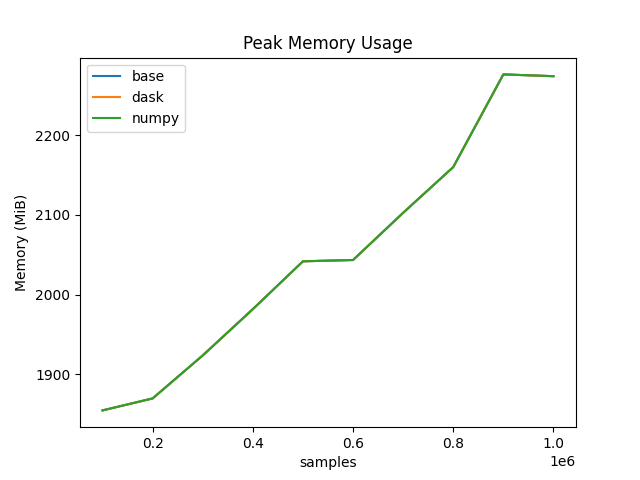 Peak Memory Usage
base
dask
numpy
2200
2100
2000
1900
Memory (MiB)
0.2 0.4 0.6 0.8 1.0
1e6
samples